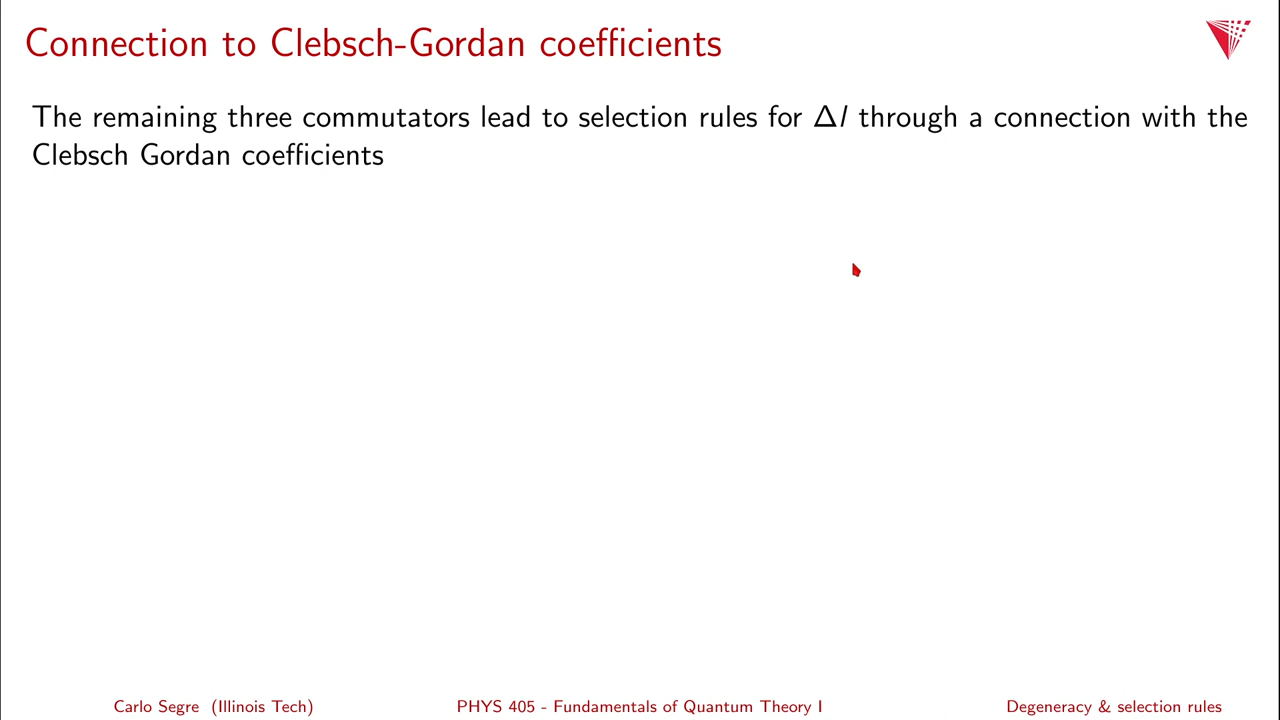 Connection to Clebsch-Gordan coefficients
The remaining three commutators lead to selection rules for Δl through a connection with the
Clebsch Gordan coefficients
Carlo Segre (Illinois Tech)
PHYS 405 - Fundamentals of Quantum Theory I
Degeneracy & selection rules